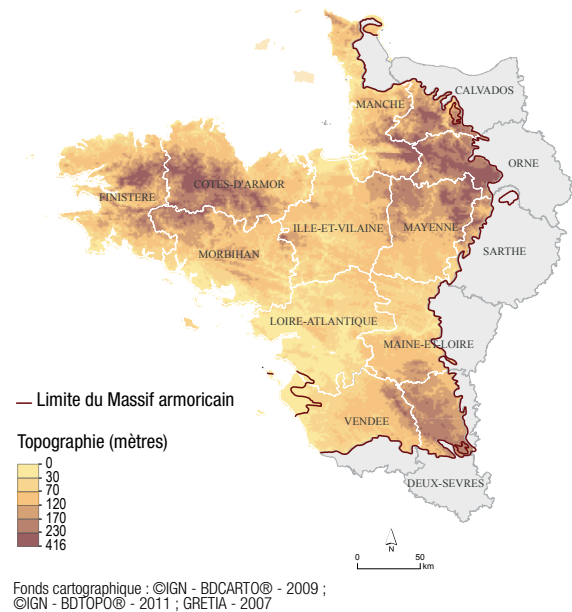 CALVADOS
MANCHE
ORNE
COTES-D'ARMOR
FINISTERE
ILLE-ET-VILAINE
MAYENNE
MORBIHAN
SARTHE
LOIRE-ATLANTIQUE
MAINE-ET-LOIRE
Limite du Massif armoricain
VENDEE
Topographie (mètres)
0
30
70
120
170
230
416
DEUX-SEVRES
N
0 50
km
Fonds cartographique : ©IGN - BDCARTO® - 2009 ;
©IGN - BDTOPO® - 2011 ; GRETIA - 2007